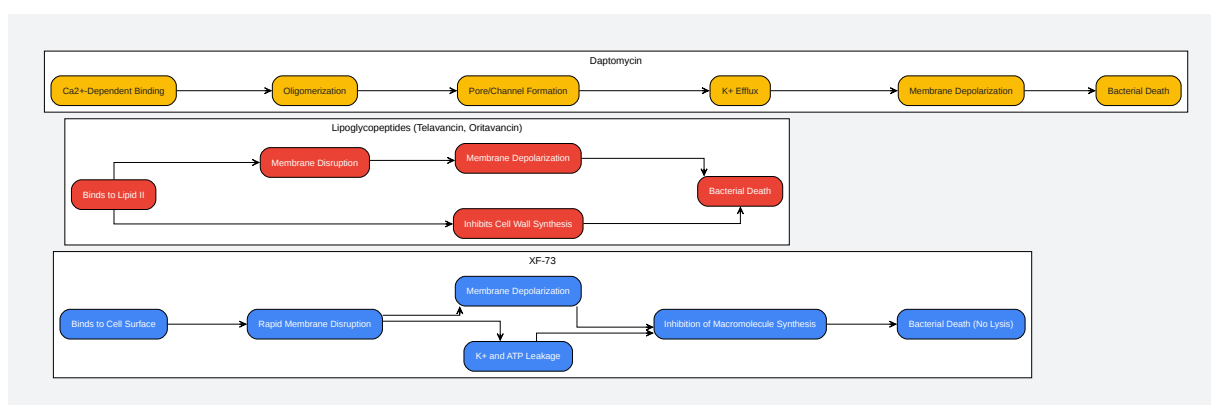 Daptomycin
Ca2+-Dependent Binding
Oligomerization
Pore/Channel Formation
K+ Efflux
Membrane Depolarization
Bacterial Death
Lipoglycopeptides (Telavancin, Oritavancin)
Binds to Lipid II
Membrane Disruption
Membrane Depolarization
Inhibits Cell Wall Synthesis
Bacterial Death
XF-73
Binds to Cell Surface
Rapid Membrane Disruption
Membrane Depolarization
K+ and ATP Leakage
Inhibition of Macromolecule Synthesis
Bacterial Death (No Lysis)